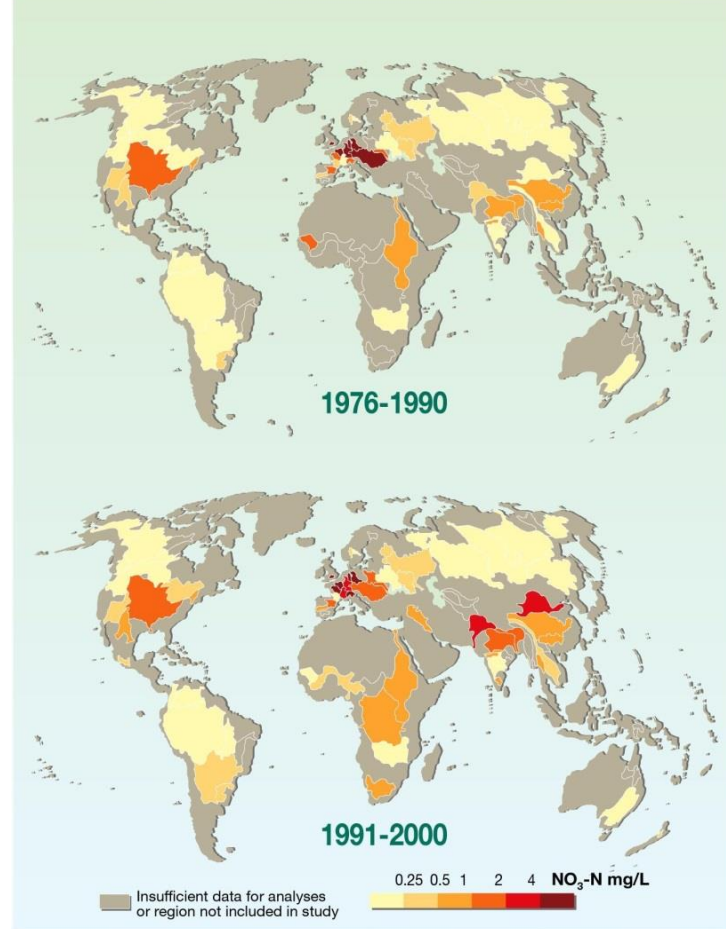 1976-1990
1991-2000
Insufficient data for analyses
or region not included in study
0.25 0.5 1 2 4 NO₃-N mg/L